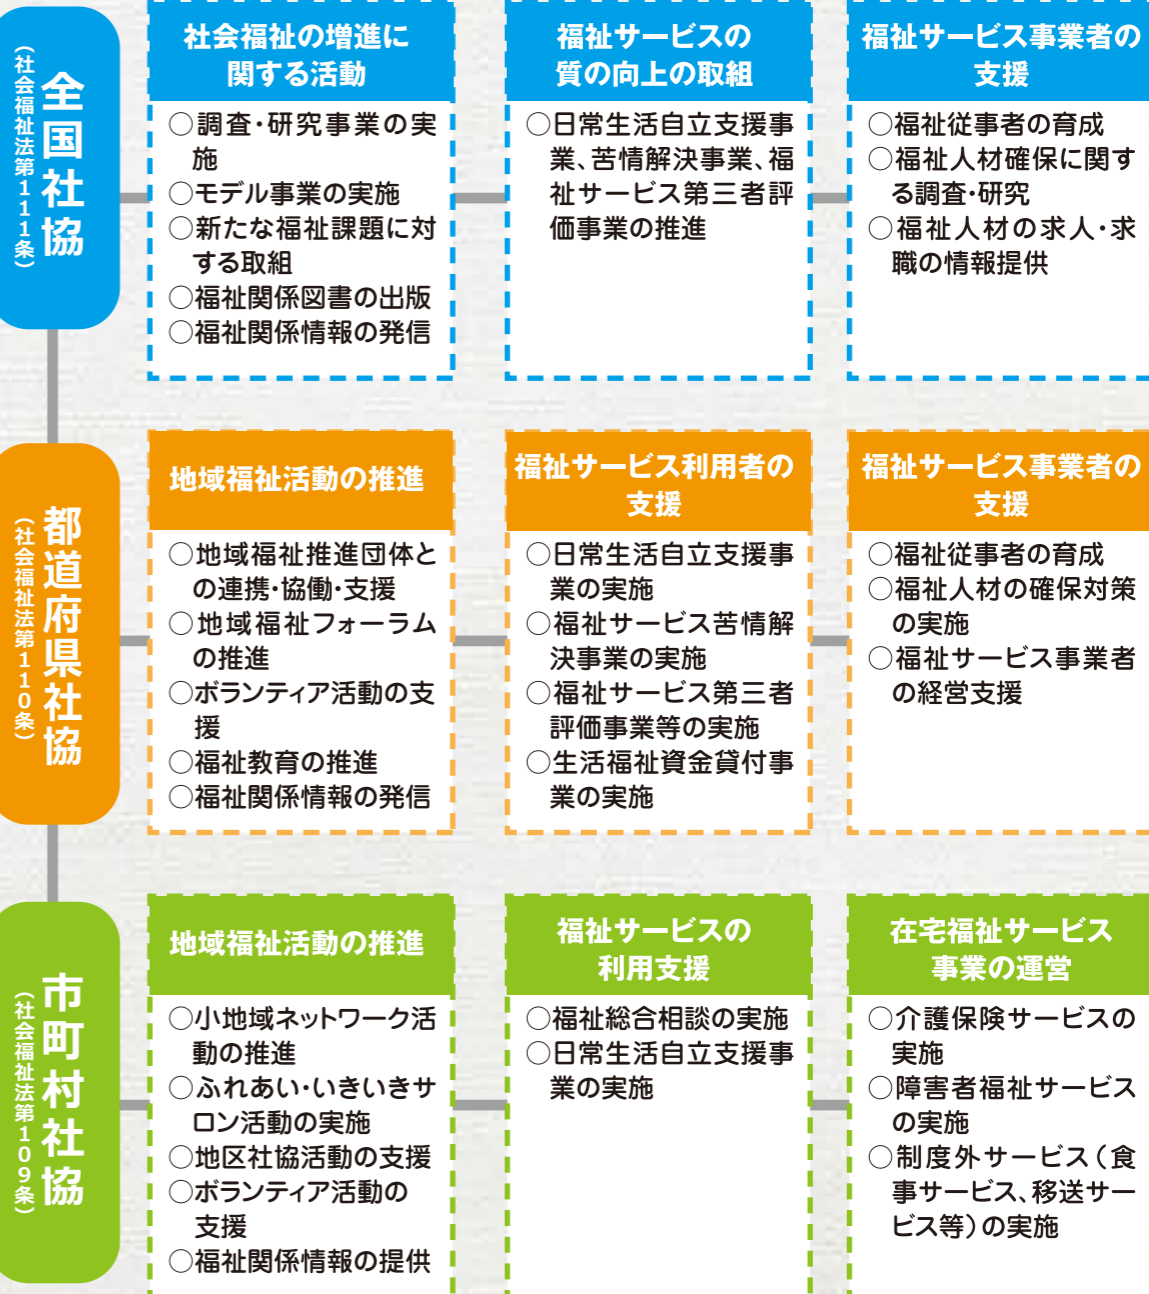 全国社協
（社会福祉法第111条）
社会福祉の増進に
関する活動
○調査・研究事業の実
施
○モデル事業の実施
○新たな福祉課題に対
する取組
○福祉関係図書の出版
○福祉関係情報の発信
福祉サービスの
質の向上の取組
○日常生活自立支援事
業、苦情解決事業、福
祉サービス第三者評
価事業の推進
福祉サービス事業者の
支援
○福祉従事者の育成
○福祉人材確保に関す
る調査・研究
○福祉人材の求人・求
職の情報提供
都道府県社協
（社会福祉法第110条）
地域福祉活動の推進
○地域福祉推進団体と
の連携・協働・支援
○地域福祉フォーラム
の推進
○ボランティア活動の支
援
○福祉教育の推進
○福祉関係情報の発信
福祉サービス利用者の
支援
○日常生活自立支援事
業の実施
○福祉サービス苦情解
決事業の実施
○福祉サービス第三者
評価事業等の実施
○生活福祉資金貸付事
業の実施
福祉サービス事業者の
支援
○福祉従事者の育成
○福祉人材の確保対策
の実施
○福祉サービス事業者
の経営支援
市町村社協
（社会福祉法第109条）
地域福祉活動の推進
○小地域ネットワーク活
動の推進
○ふれあい・いきいきサ
ロン活動の実施
○地区社協活動の支援
○ボランティア活動の
支援
○福祉関係情報の提供
福祉サービスの
利用支援
○福祉総合相談の実施
○日常生活自立支援事
業の実施
在宅福祉サービス
事業の運営
○介護保険サービスの
実施
○障害者福祉サービス
の実施
○制度外サービス（食
事サービス、移送サー
ビス等）の実施